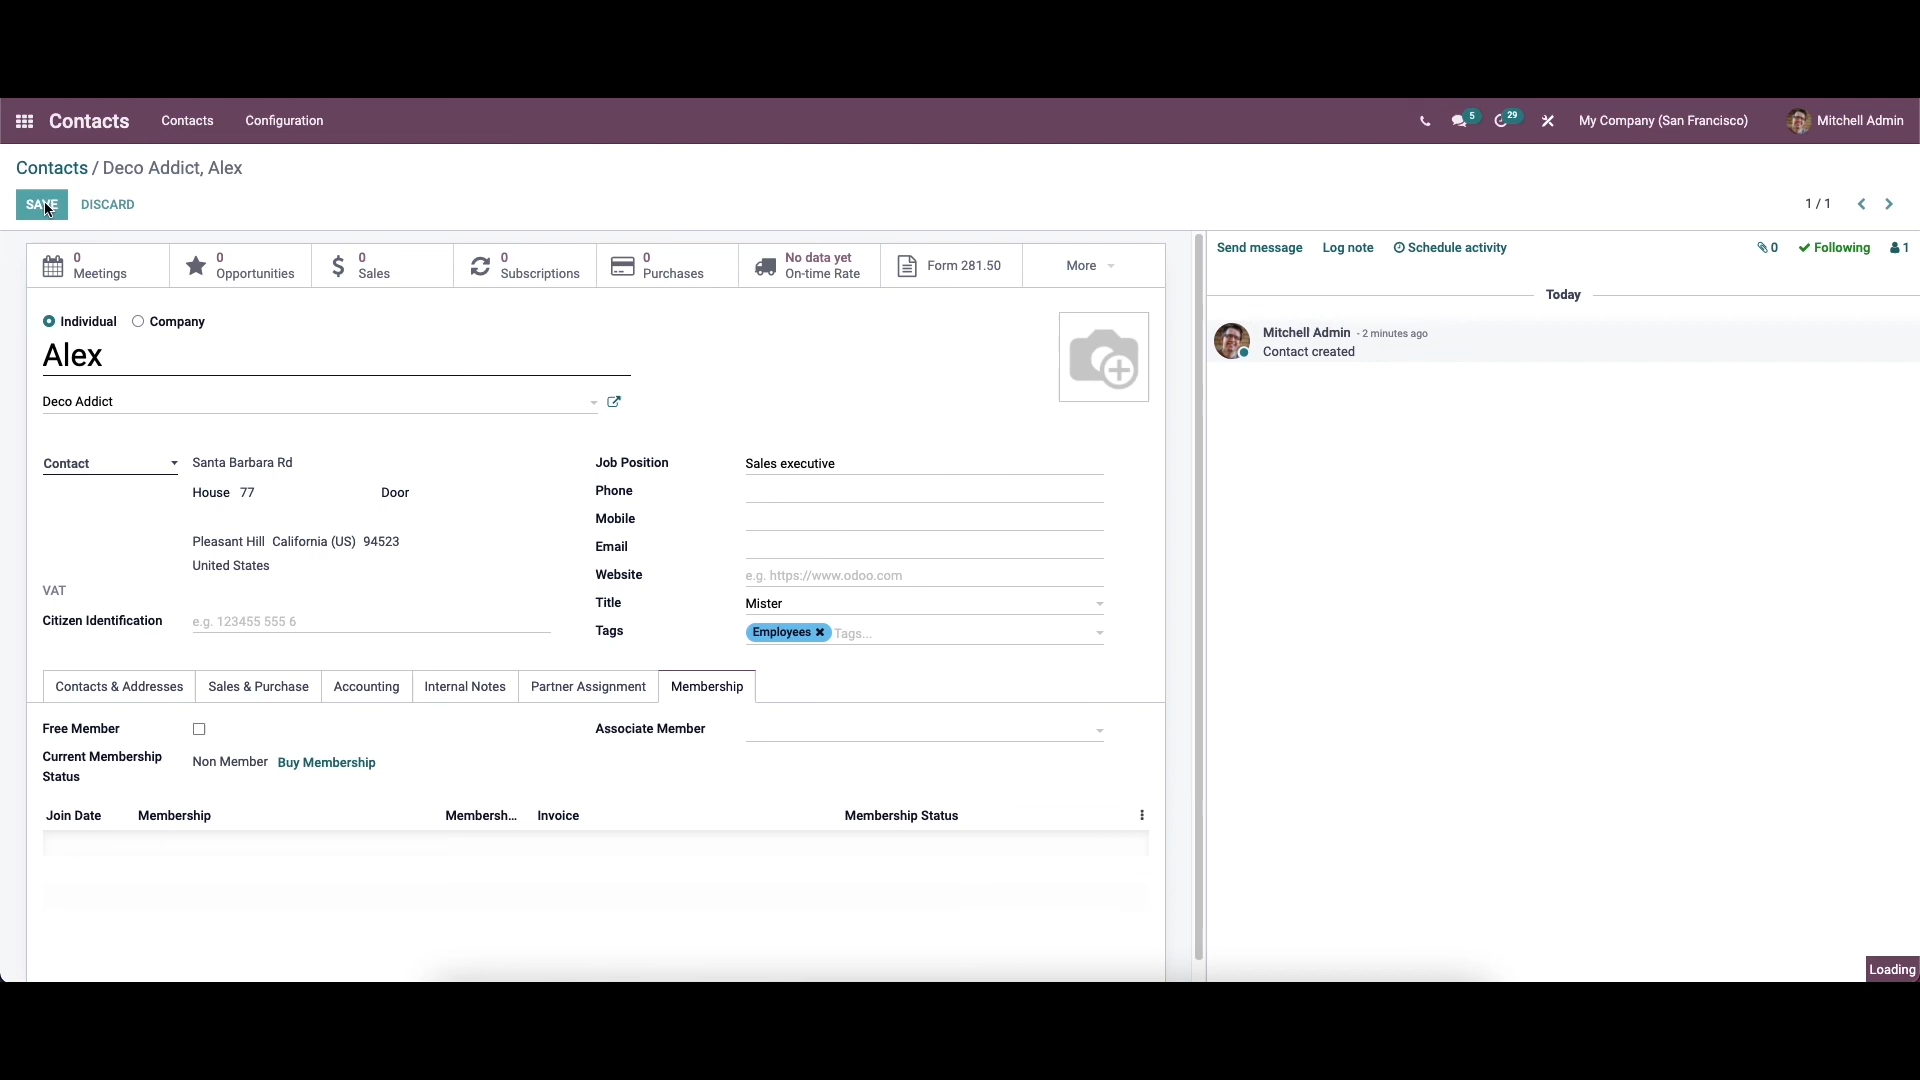 Contacts Contacts Configuration 5 29 My Company (San Francisco) Mitchell Admin
Contacts / Deco Addict, Alex
SAVE DISCARD 1 / 1
0 Meetings
0 Opportunities
0 Sales
0 Subscriptions
0 Purchases
No data yet On-time Rate
Form 281.50
More
Send message Log note Schedule activity 0 Following 1
Today
Mitchell Admin - 2 minutes ago
Contact created
Individual Company
Alex
Deco Addict
Contact Santa Barbara Rd
House 77 Door
Pleasant Hill California (US) 94523
United States
VAT
Citizen Identification e.g. 123455 555 6
Job Position Sales executive
Phone
Mobile
Email
Website e.g. https://www.odoo.com
Title Mister
Tags Employees Tags...
Contacts & Addresses Sales & Purchase Accounting Internal Notes Partner Assignment Membership
Free Member Associate Member
Current Membership Status Non Member Buy Membership
Join Date Membership Membersh... Invoice Membership Status
Loading